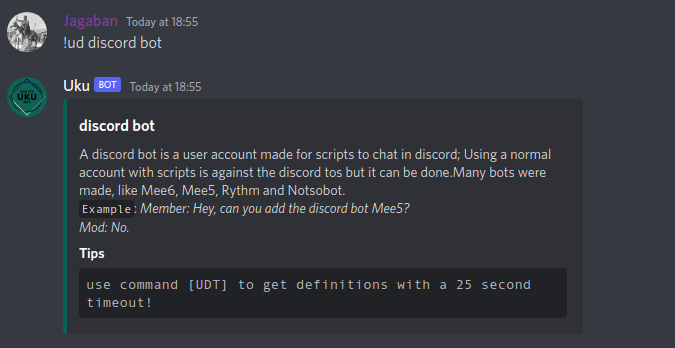 Jagaban Today at 18:55
!ud discord bot
UKU
Uku BOT Today at 18:55
discord bot
A discord bot is a user account made for scripts to chat in discord; Using a normal
account with scripts is against the discord tos but it can be done.Many bots were
made, like Mee6, Mee5, Rythm and Notsobot.
Example: Member: Hey, can you add the discord bot Mee5?
Mod: No.
Tips
use command [UDT] to get definitions with a 25 second
timeout!